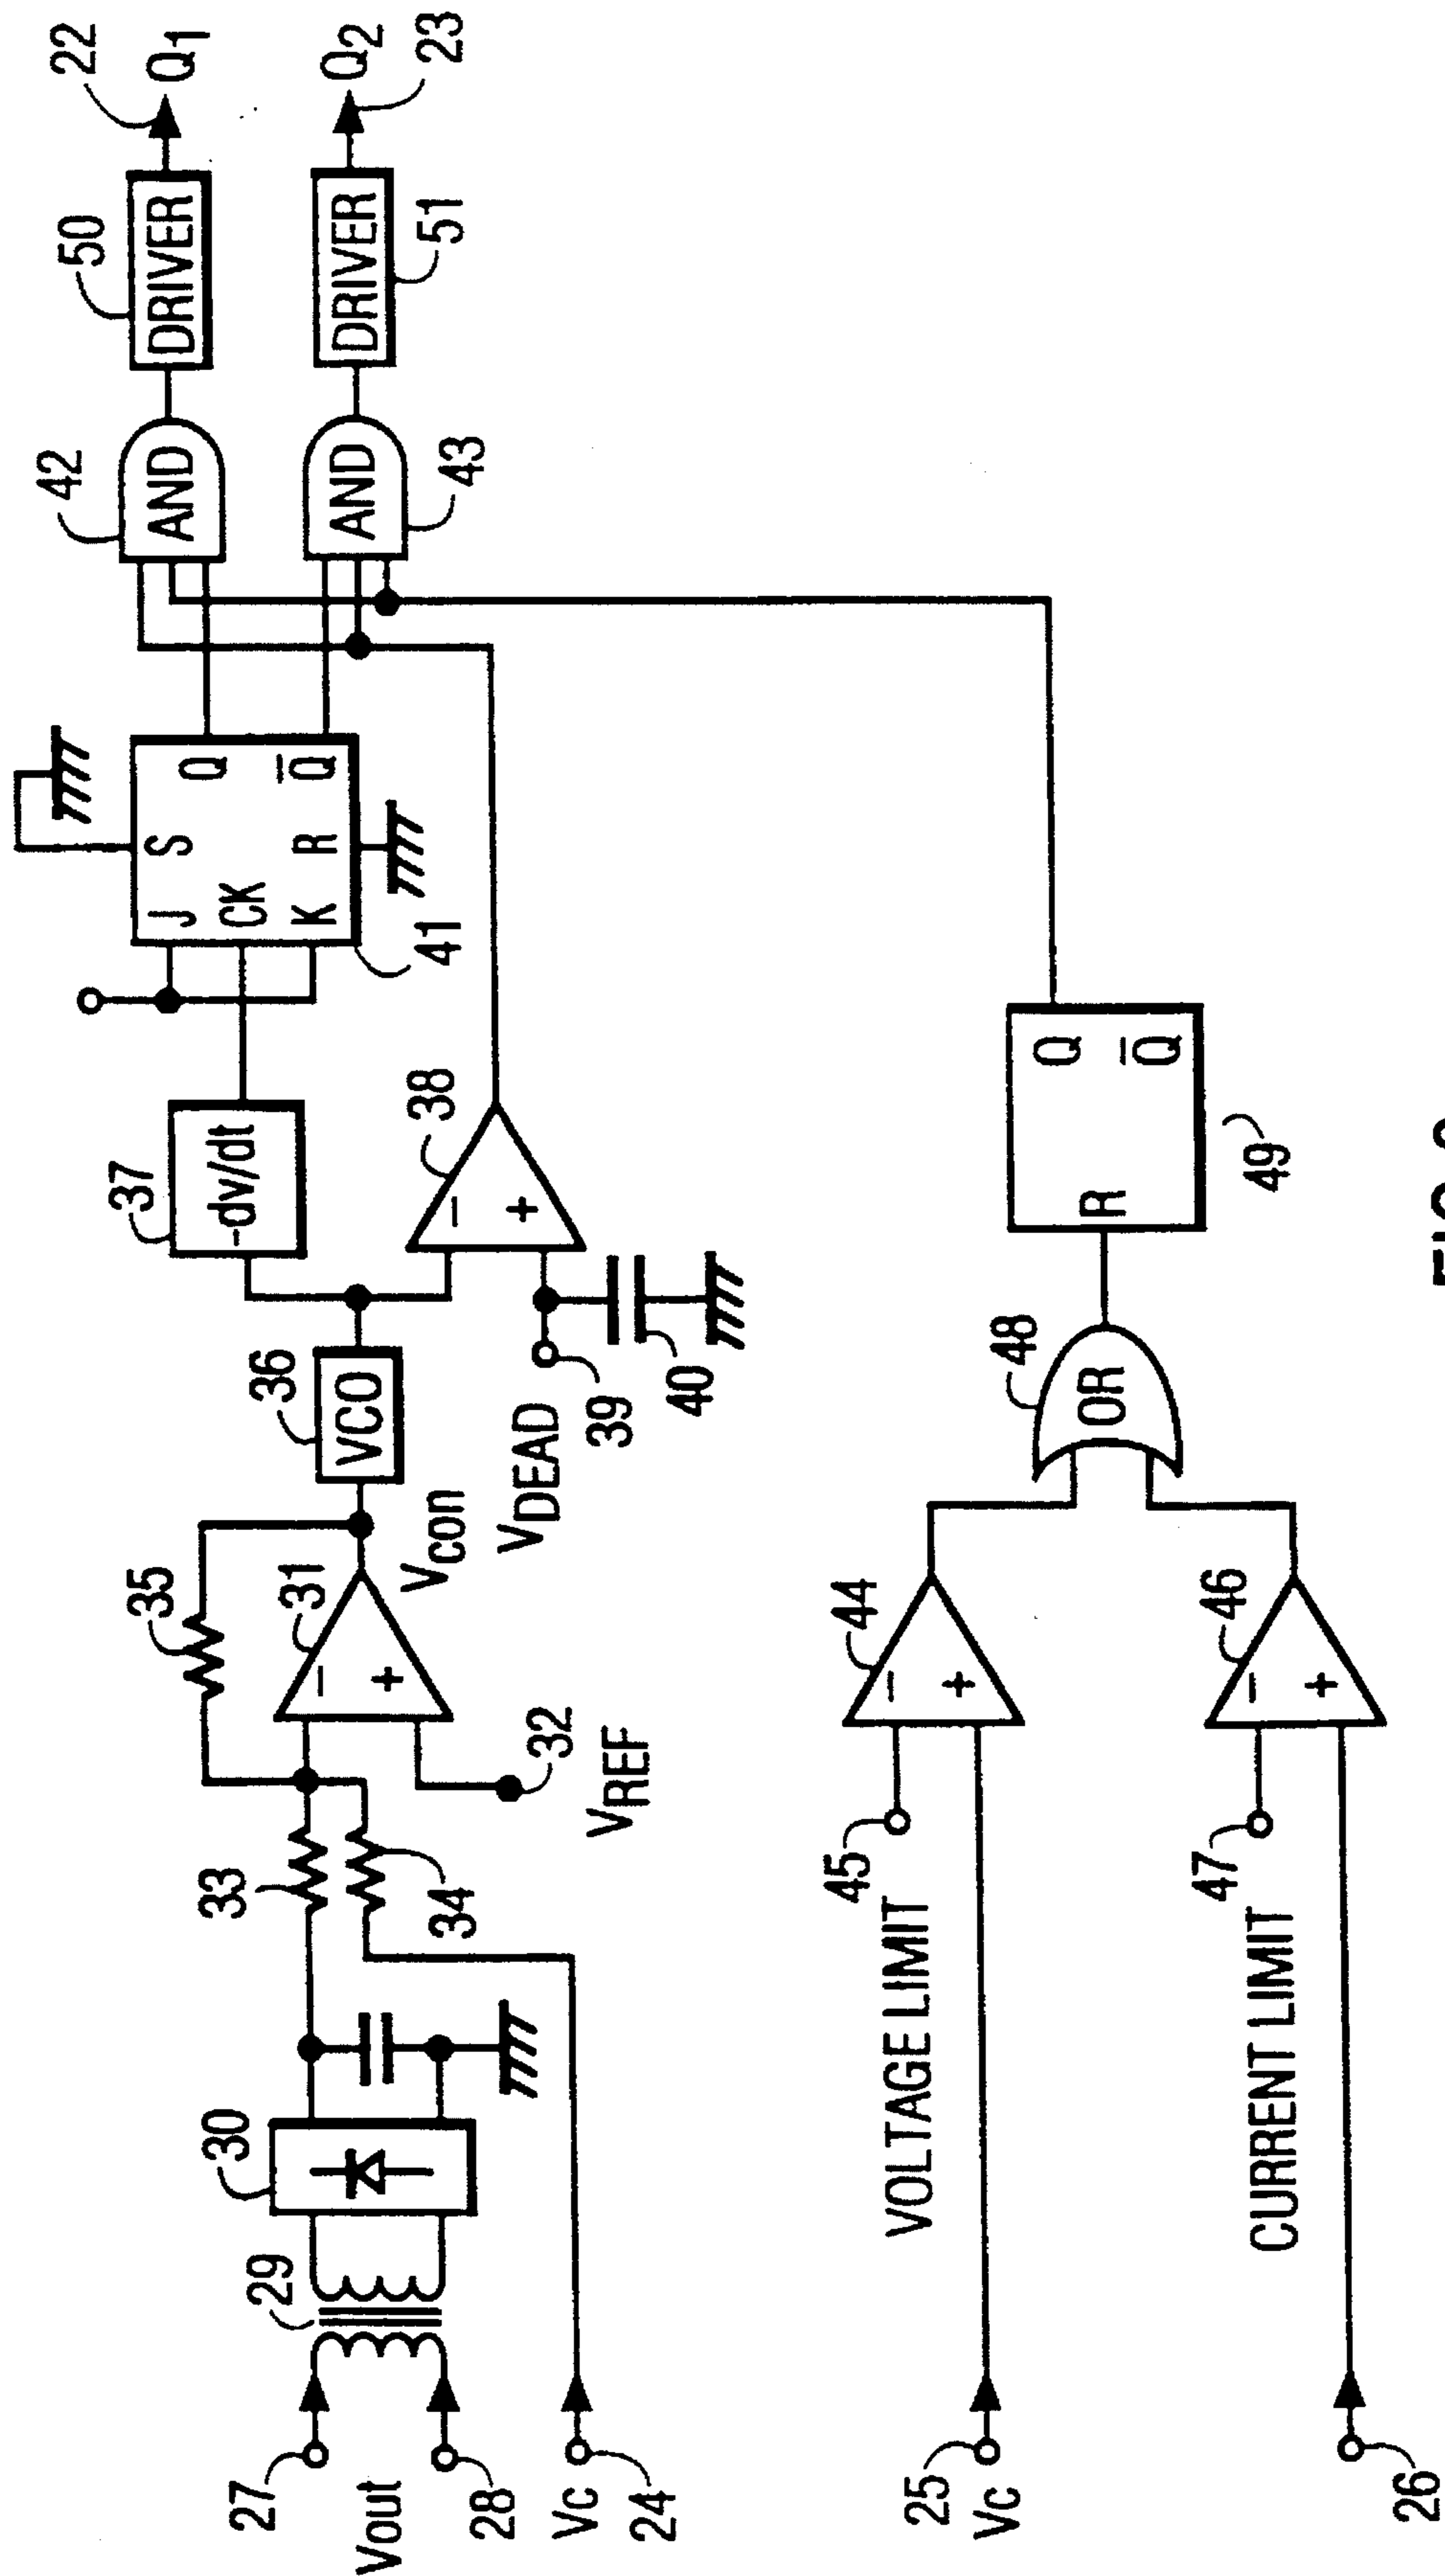 22
Q1
Q2
23
50
DRIVER
DRIVER
51
42
AND
AND
43
J
S
Q
CK
K
R
Q̅
41
37
-dv/dt
38
−
+
36
VCO
VDEAD
39
40
Vcon
35
31
−
+
32
VREF
33
34
30
29
27
Vout
28
Vc
24
Q
Q̅
R
49
48
OR
44
−
+
45
VOLTAGE LIMIT
46
−
+
47
CURRENT LIMIT
25
Vc
26